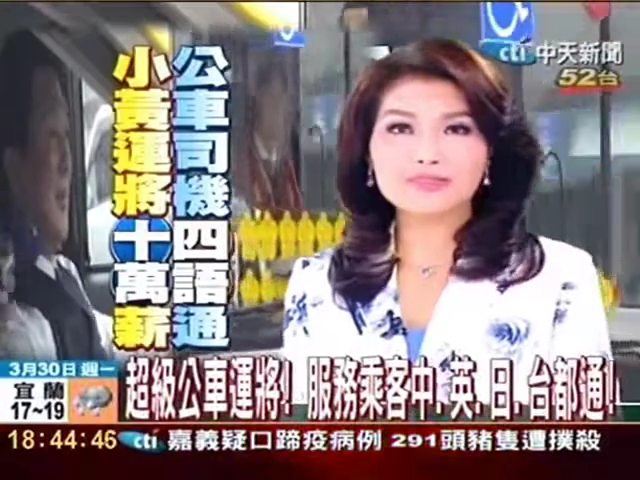 cti 中天新聞
52台
公車司機四語通
小黃運將十萬薪
3月30日 週一
宜蘭
17~19
超級公車運將! 服務乘客中.英.日.台都通!
18:44:46
cti 嘉義疑口蹄疫病例 291頭豬隻遭撲殺